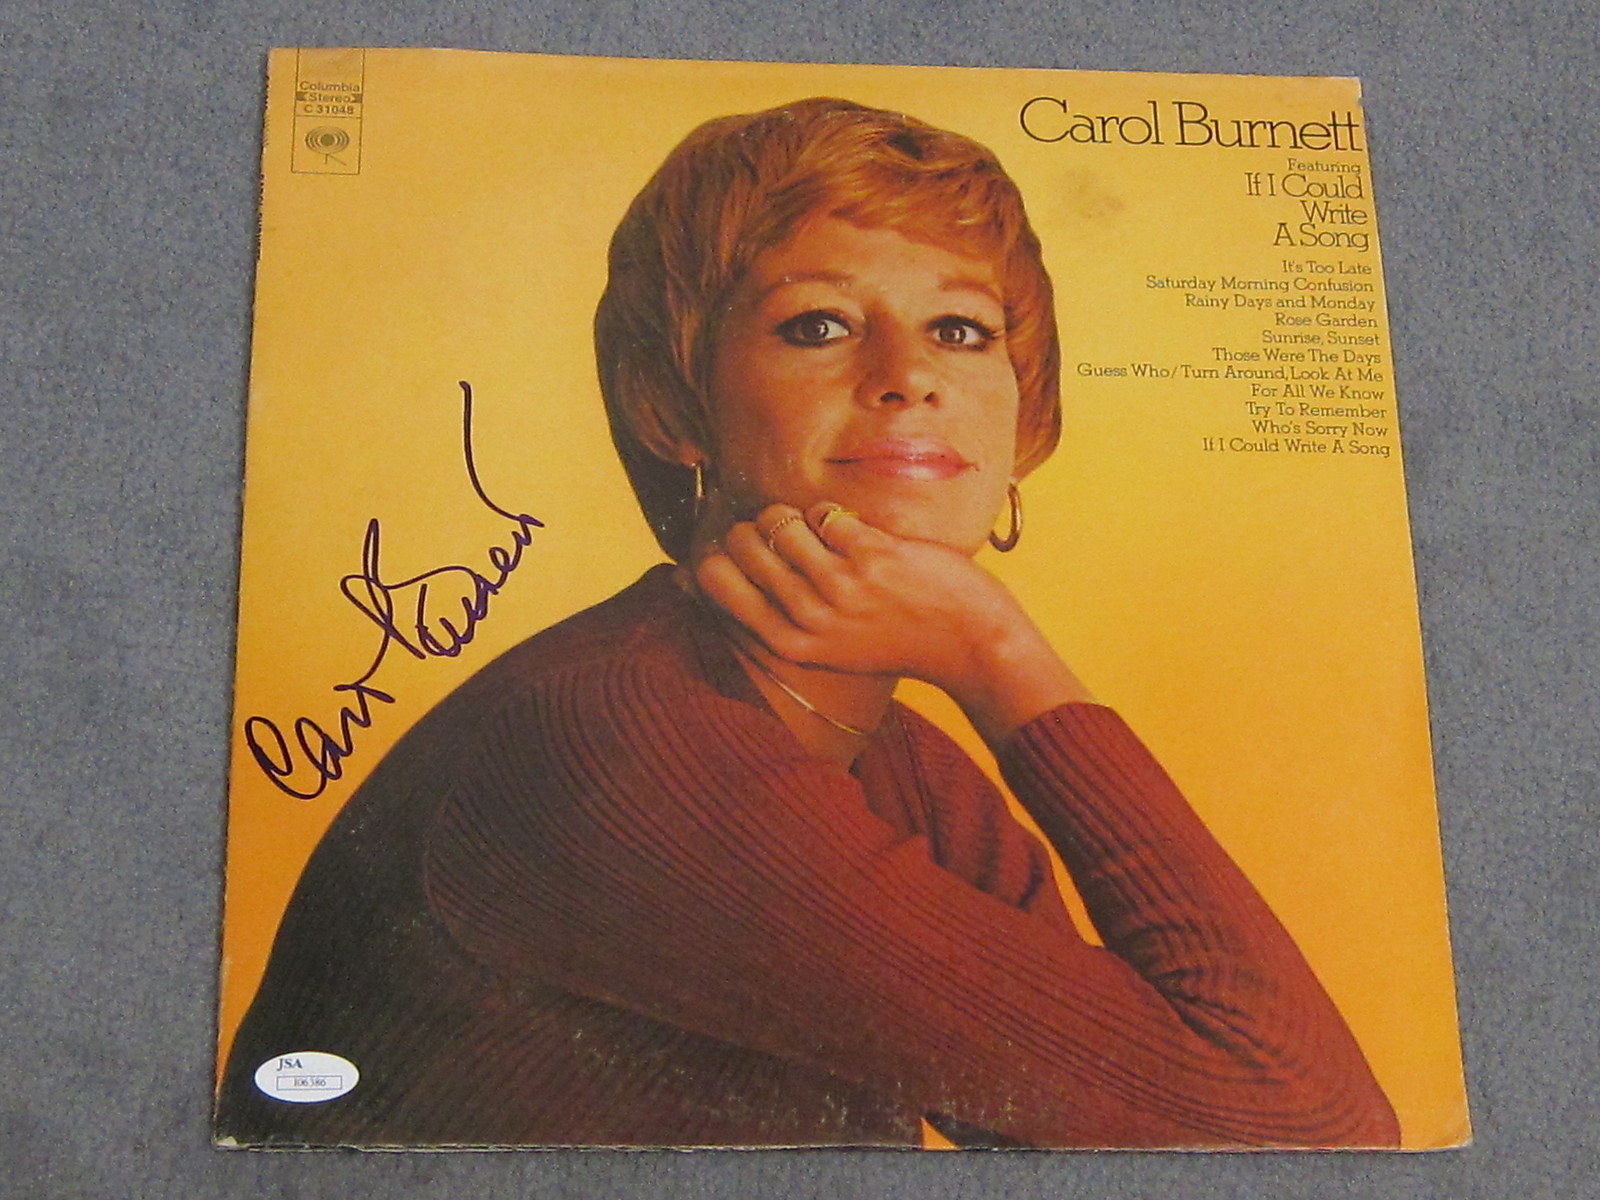 Columbia
Stereo
C 31048
Carol Burnett
Featuring
If I Could
Write
A Song
It's Too Late
Saturday Morning Confusion
Rainy Days and Monday
Rose Garden
Sunrise, Sunset
Those Were The Days
Guess Who/Turn Around, Look At Me
For All We Know
Try To Remember
Who's Sorry Now
If I Could Write A Song
Carol Burnett
JSA
I06386